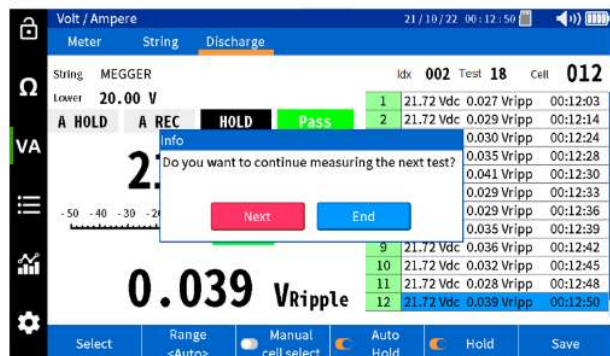 Volt / Ampere 21/10/22 00:12:50
Meter String Discharge
String MEGGER Idx 002 Test 18 Cell 012
Lower 20.00 V
A HOLD A REC HOLD Pass
Ω
VA
1 21.72 Vdc 0.027 Vripp 00:12:03
2 21.72 Vdc 0.029 Vripp 00:12:14
0.030 Vripp 00:12:24
0.035 Vripp 00:12:28
0.041 Vripp 00:12:30
0.029 Vripp 00:12:33
0.029 Vripp 00:12:36
0.035 Vripp 00:12:39
9 21.72 Vdc 0.036 Vripp 00:12:42
10 21.72 Vdc 0.032 Vripp 00:12:45
11 21.72 Vdc 0.028 Vripp 00:12:48
12 21.72 Vdc 0.039 Vripp 00:12:50
Info
Do you want to continue measuring the next test?
Next End
-50 -40 -30
0.039 VRipple
Select Range <Auto> Manual cell select Auto Hold Hold Save